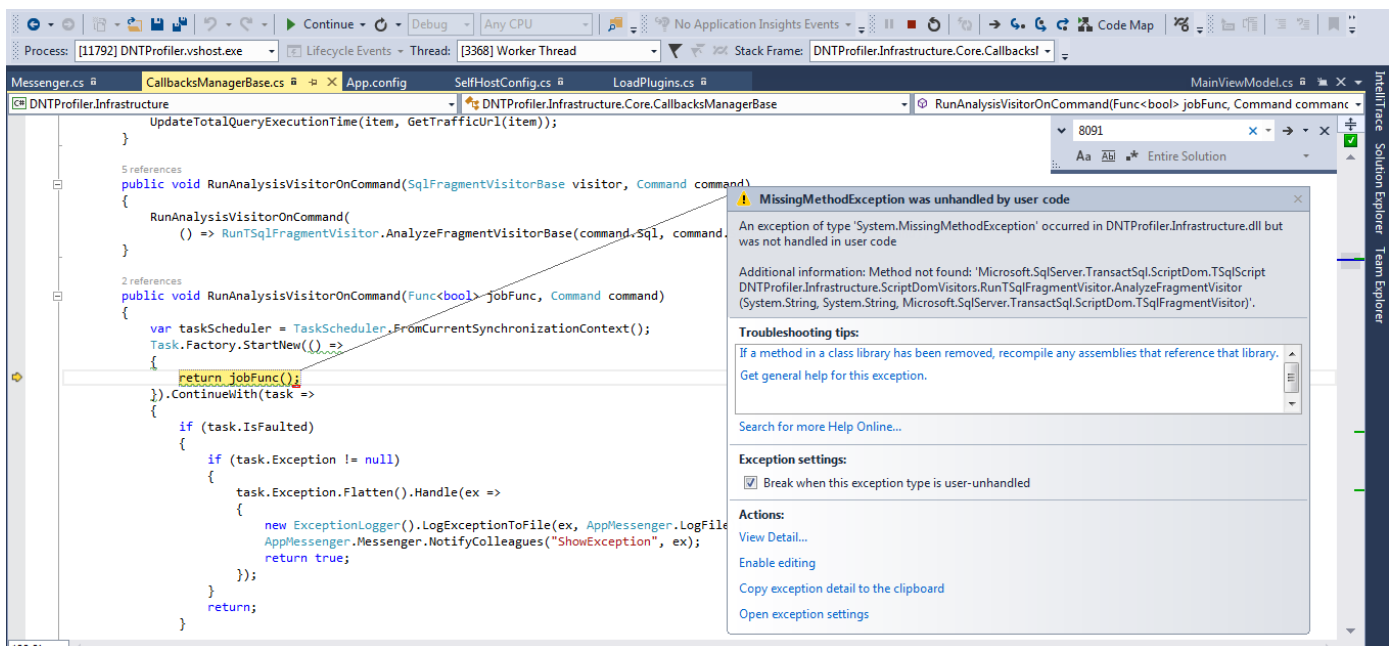 Continue Debug Any CPU No Application Insights Events Code Map
Process: [11792] DNTProfiler.vshost.exe Lifecycle Events Thread: [3368] Worker Thread Stack Frame: DNTProfiler.Infrastructure.Core.Callbacks
Messenger.cs CallbacksManagerBase.cs App.config SelfHostConfig.cs LoadPlugins.cs MainViewModel.cs
C# DNTProfiler.Infrastructure DNTProfiler.Infrastructure.Core.CallbacksManagerBase RunAnalysisVisitorOnCommand(Func<bool> jobFunc, Command commanc
UpdateTotalQueryExecutionTime(item, GetTrafficUrl(item));
}
5 references
public void RunAnalysisVisitorOnCommand(SqlFragmentVisitorBase visitor, Command command)
{
RunAnalysisVisitorOnCommand(
() => RunTSqlFragmentVisitor.AnalyzeFragmentVisitorBase(command.Sql, command.
}
2 references
public void RunAnalysisVisitorOnCommand(Func<bool> jobFunc, Command command)
{
var taskScheduler = TaskScheduler.FromCurrentSynchronizationContext();
Task.Factory.StartNew(() =>
{
return jobFunc();
}).ContinueWith(task =>
{
if (task.IsFaulted)
{
if (task.Exception != null)
{
task.Exception.Flatten().Handle(ex =>
{
new ExceptionLogger().LogExceptionToFile(ex, AppMessenger.LogFile
AppMessenger.Messenger.NotifyColleagues("ShowException", ex);
return true;
});
}
return;
}
8091
Aa Abl Entire Solution
MissingMethodException was unhandled by user code
An exception of type 'System.MissingMethodException' occurred in DNTProfiler.Infrastructure.dll but
was not handled in user code
Additional information: Method not found: 'Microsoft.SqlServer.TransactSql.ScriptDom.TSqlScript
DNTProfiler.Infrastructure.ScriptDomVisitors.RunTSqlFragmentVisitor.AnalyzeFragmentVisitor
(System.String, System.String, Microsoft.SqlServer.TransactSql.ScriptDom.TSqlFragmentVisitor)'.
Troubleshooting tips:
If a method in a class library has been removed, recompile any assemblies that reference that library.
Get general help for this exception.
Search for more Help Online...
Exception settings:
Break when this exception type is user-unhandled
Actions:
View Detail...
Enable editing
Copy exception detail to the clipboard
Open exception settings
IntelliTrace
Solution Explorer
Team Explorer